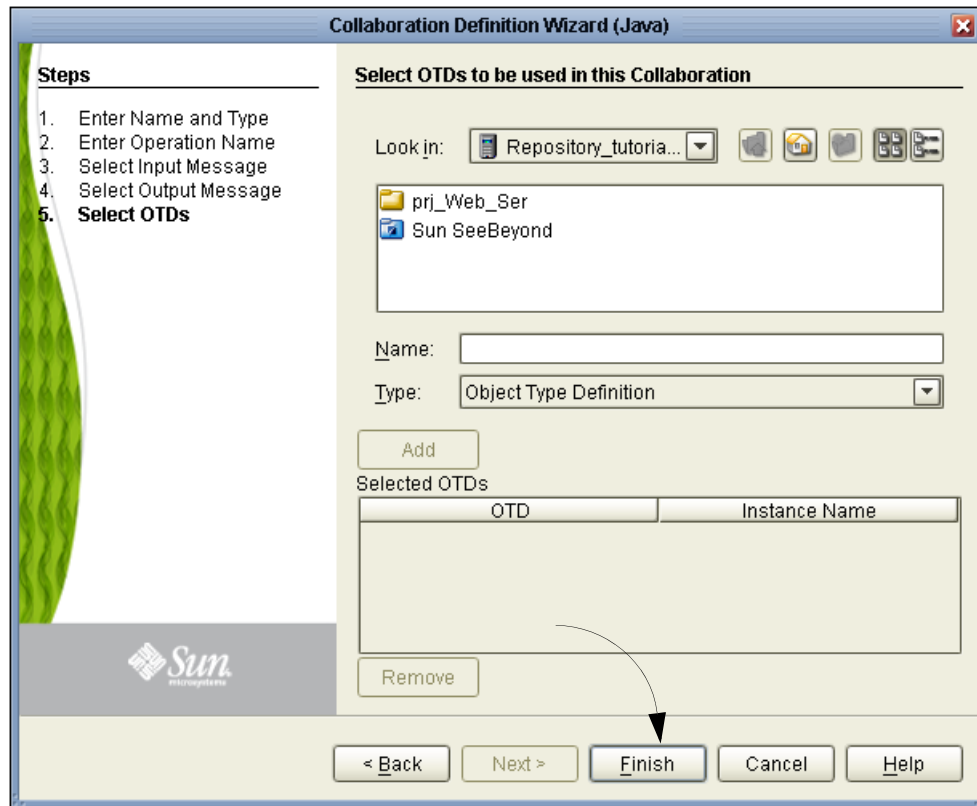 Collaboration Definition Wizard (Java)
Steps
1. Enter Name and Type
2. Enter Operation Name
3. Select Input Message
4. Select Output Message
5. Select OTDs
Select OTDs to be used in this Collaboration
Look in: Repository_tutoria...
prj_Web_Ser
Sun SeeBeyond
Name:
Type: Object Type Definition
Add
Selected OTDs
OTD Instance Name
Remove
Sun
microsystems
< Back Next > Finish Cancel Help